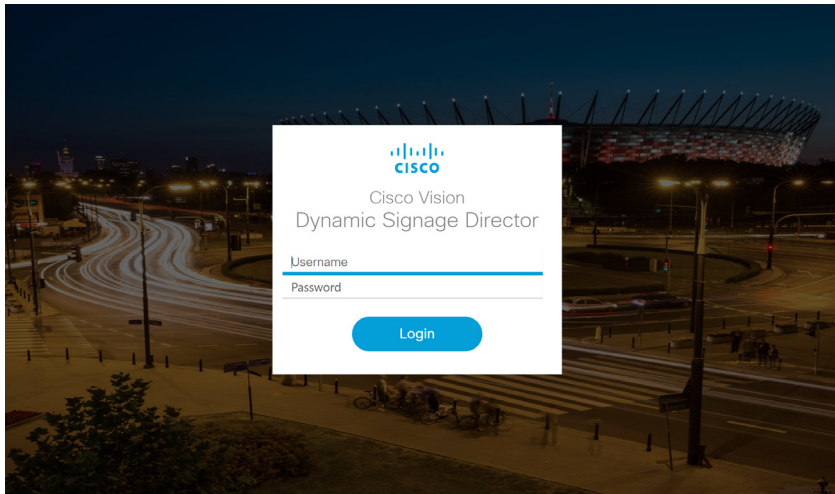 CISCO
Cisco Vision
Dynamic Signage Director
Username
Password
Login